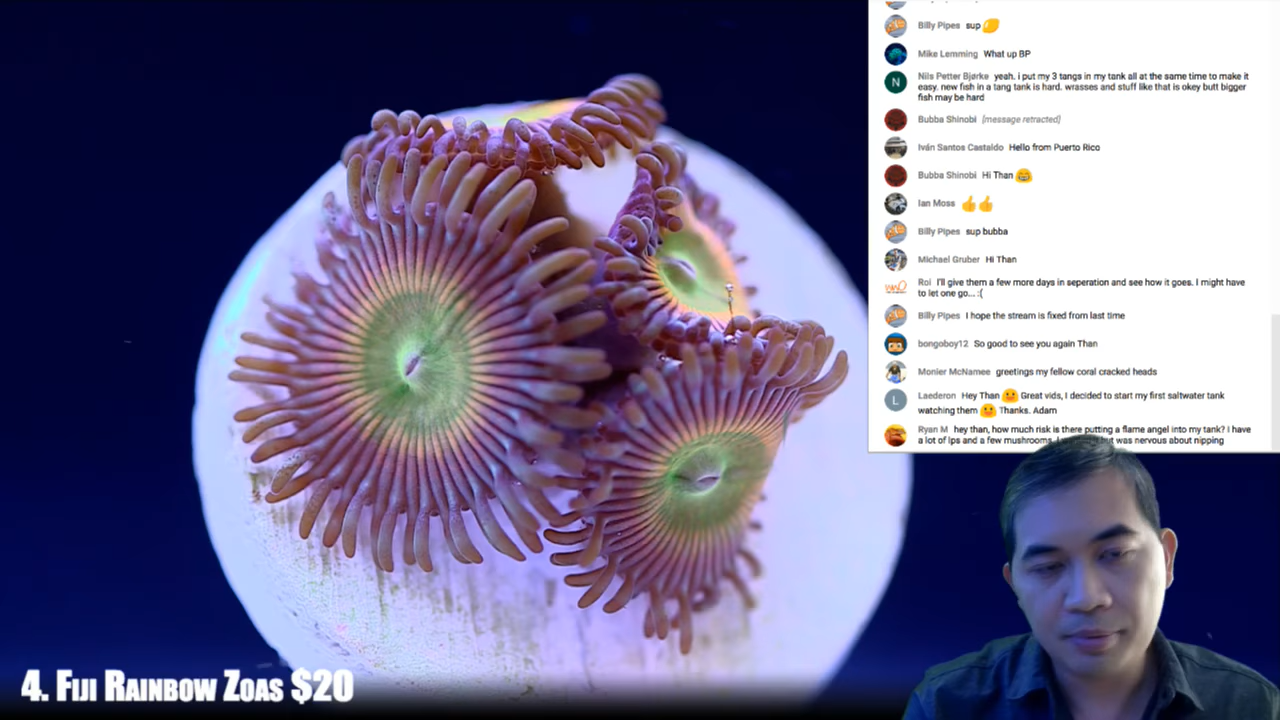 Billy Pipes sup
Mike Lemming What up BP
N
Nils Petter Bjørke yeah. i put my 3 tangs in my tank all at the same time to make it
easy. new fish in a tang tank is hard. wrasses and stuff like that is okey butt bigger
fish may be hard
Bubba Shinobi [message retracted]
Iván Santos Castaldo Hello from Puerto Rico
Bubba Shinobi Hi Than
Ian Moss
Billy Pipes sup bubba
Michael Gruber Hi Than
Roi I'll give them a few more days in seperation and see how it goes. I might have
to let one go... :(
Billy Pipes I hope the stream is fixed from last time
bongoboy12 So good to see you again Than
Monier McNamee greetings my fellow coral cracked heads
L
Laederon Hey Than Great vids, I decided to start my first saltwater tank
watching them Thanks. Adam
Ryan M hey than, how much risk is there putting a flame angel into my tank? I have
a lot of lps and a few mushrooms. but was nervous about nipping
4. Fiji Rainbow Zoas $20